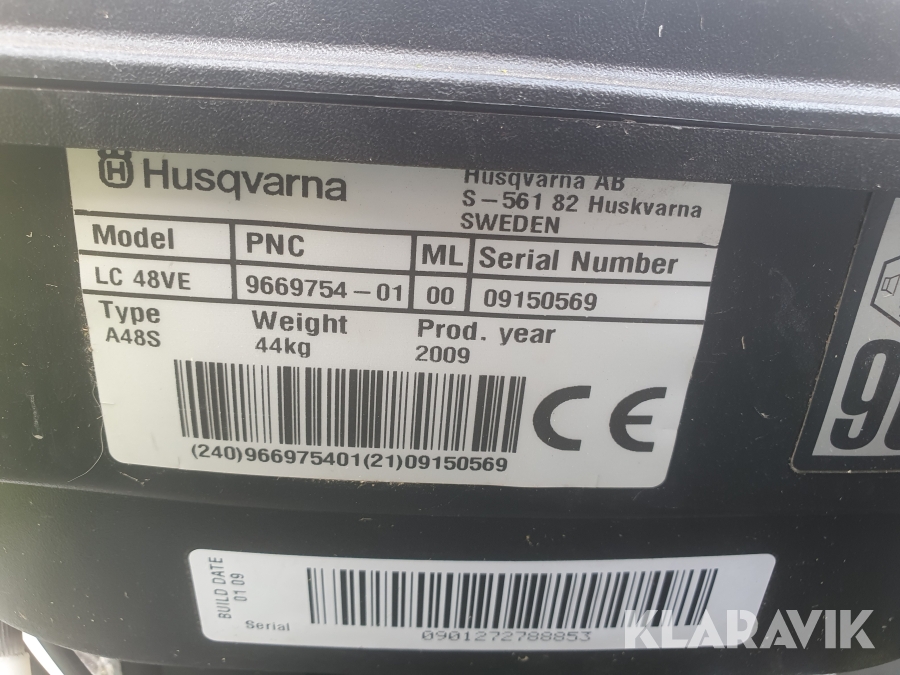 Husqvarna
Husqvarna AB
S-561 82 Huskvarna
SWEDEN
Model PNC ML Serial Number
LC 48VE 9669754-01 00 09150569
Type Weight Prod. year
A48S 44kg 2009
CE
(240)966975401(21)09150569
BUILD DATE
01 09
Serial
0901272788853
KLARAVIK